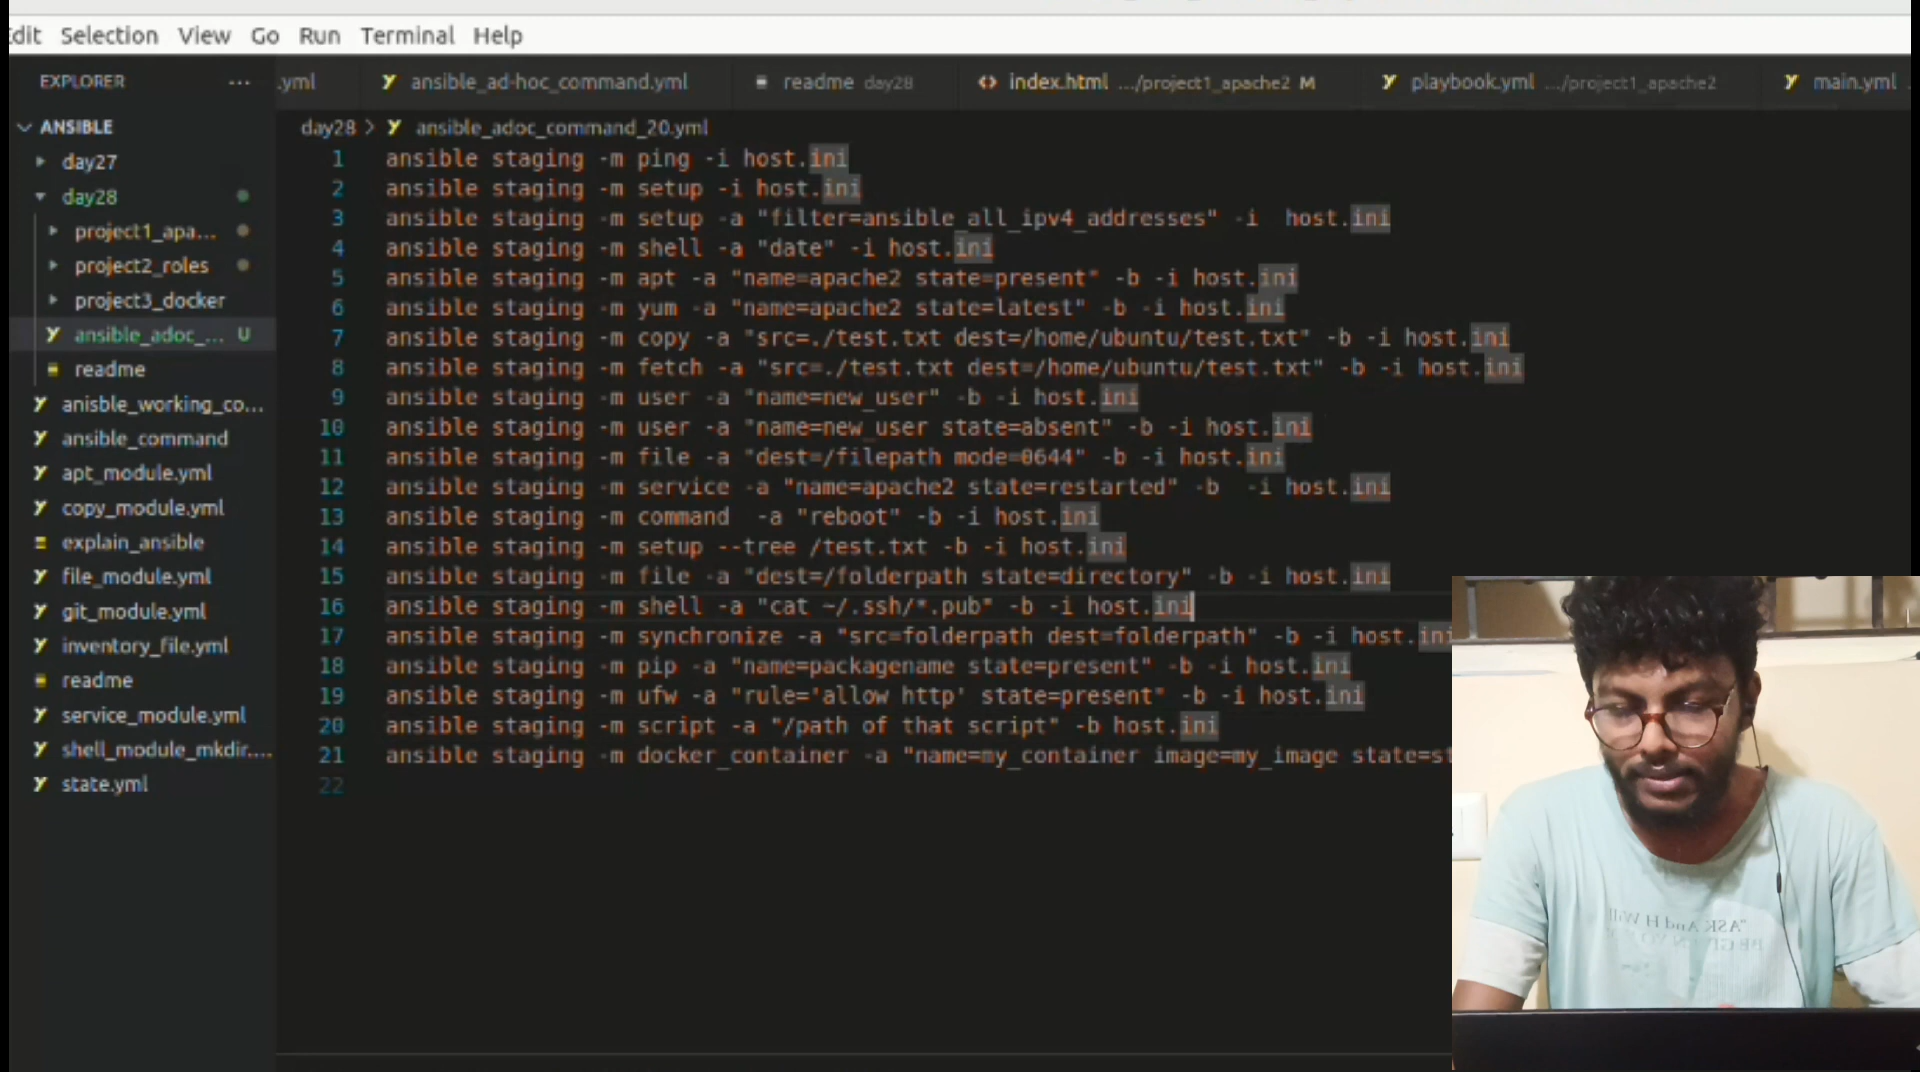 dit Selection View Go Run Terminal Help
EXPLORER ··· .yml ansible_ad-hoc_command.yml readme day28 index.html .../project1_apache2 M playbook.yml .../project1_apache2 main.yml
ANSIBLE
day28 > ansible_adoc_command_20.yml
day27
day28
project1_apa...
project2_roles
project3_docker
ansible_adoc_... U
readme
anisble_working_co...
ansible_command
apt_module.yml
copy_module.yml
explain_ansible
file_module.yml
git_module.yml
inventory_file.yml
readme
service_module.yml
shell_module_mkdir....
state.yml
1 ansible staging -m ping -i host.ini
2 ansible staging -m setup -i host.ini
3 ansible staging -m setup -a "filter=ansible_all_ipv4_addresses" -i  host.ini
4 ansible staging -m shell -a "date" -i host.ini
5 ansible staging -m apt -a "name=apache2 state=present" -b -i host.ini
6 ansible staging -m yum -a "name=apache2 state=latest" -b -i host.ini
7 ansible staging -m copy -a "src=./test.txt dest=/home/ubuntu/test.txt" -b -i host.ini
8 ansible staging -m fetch -a "src=./test.txt dest=/home/ubuntu/test.txt" -b -i host.ini
9 ansible staging -m user -a "name=new_user" -b -i host.ini
10 ansible staging -m user -a "name=new_user state=absent" -b -i host.ini
11 ansible staging -m file -a "dest=/filepath mode=0644" -b -i host.ini
12 ansible staging -m service -a "name=apache2 state=restarted" -b  -i host.ini
13 ansible staging -m command  -a "reboot" -b -i host.ini
14 ansible staging -m setup --tree /test.txt -b -i host.ini
15 ansible staging -m file -a "dest=/folderpath state=directory" -b -i host.ini
16 ansible staging -m shell -a "cat ~/.ssh/*.pub" -b -i host.ini
17 ansible staging -m synchronize -a "src=folderpath dest=folderpath" -b -i host.ini
18 ansible staging -m pip -a "name=packagename state=present" -b -i host.ini
19 ansible staging -m ufw -a "rule='allow http' state=present" -b -i host.ini
20 ansible staging -m script -a "/path of that script" -b host.ini
21 ansible staging -m docker_container -a "name=my_container image=my_image state=st
22
"ASK And H Will